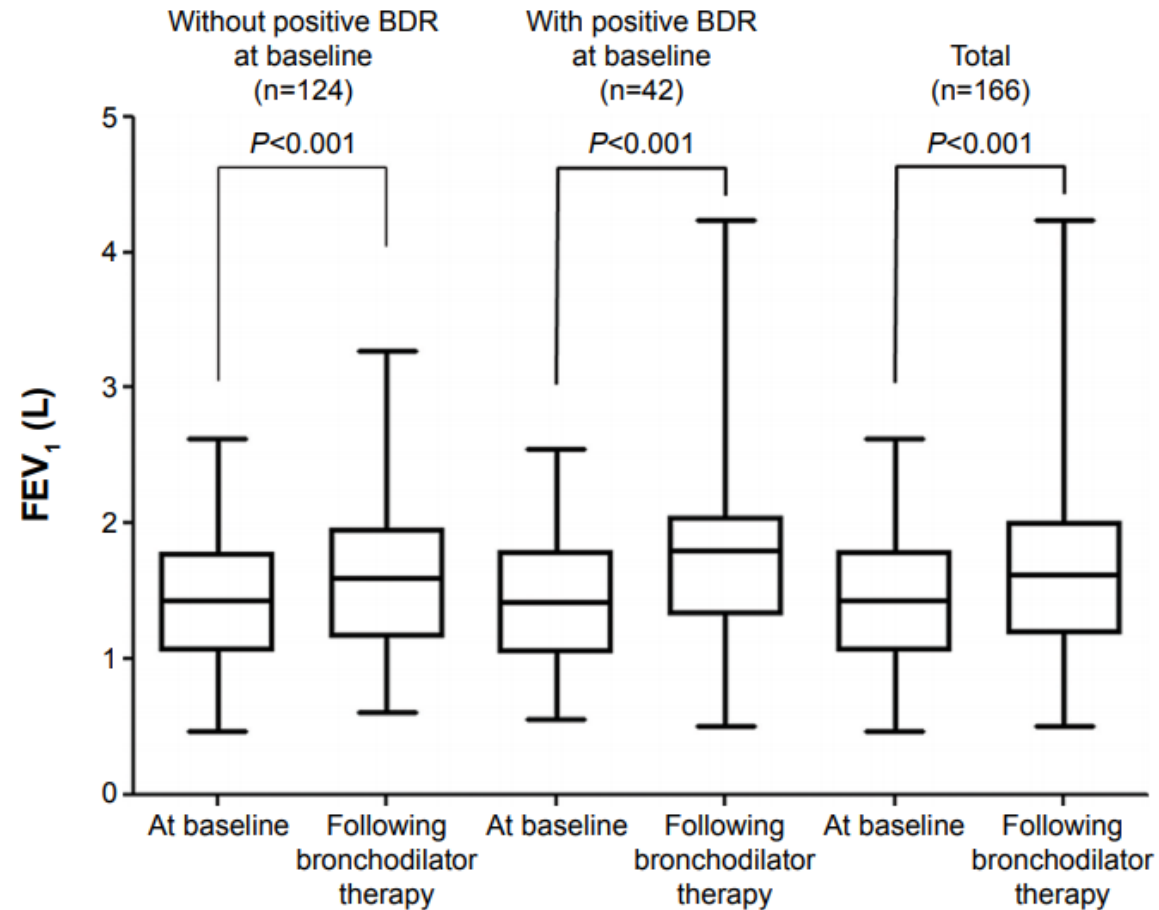 Without positive BDR
at baseline
(n=124)
With positive BDR
at baseline
(n=42)
Total
(n=166)
P<0.001
P<0.001
P<0.001
5
4
3
2
1
0
FEV₁ (L)
At baseline
Following
bronchodilator
therapy
At baseline
Following
bronchodilator
therapy
At baseline
Following
bronchodilator
therapy